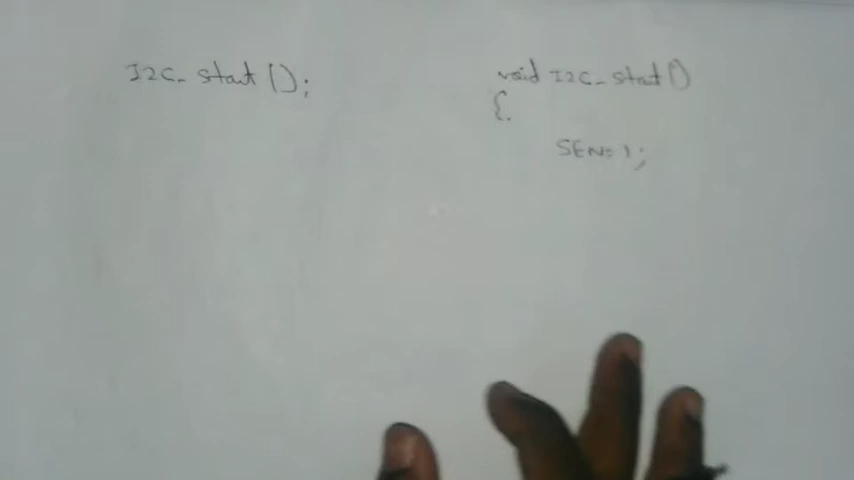 I2C_start();
void I2C_start()
{
SEN=1;